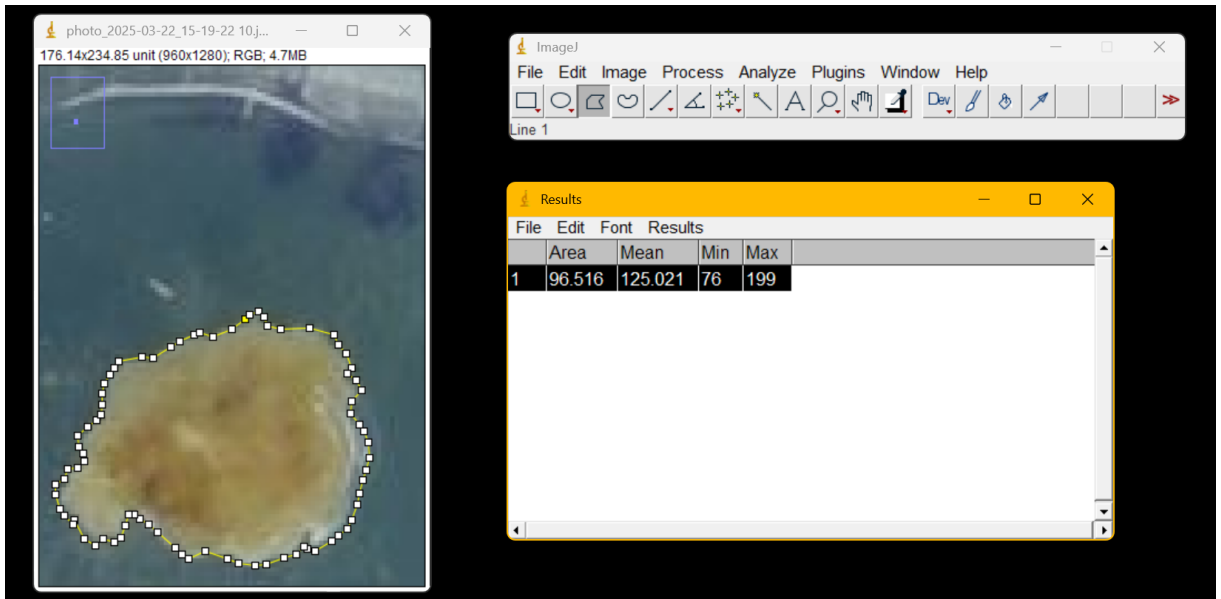 photo_2025-03-22_15-19-22 10.j...
176.14x234.85 unit (960x1280); RGB; 4.7MB
ImageJ
File Edit Image Process Analyze Plugins Window Help
A Dev
Line 1
Results
File Edit Font Results
Area Mean Min Max
1 96.516 125.021 76 199